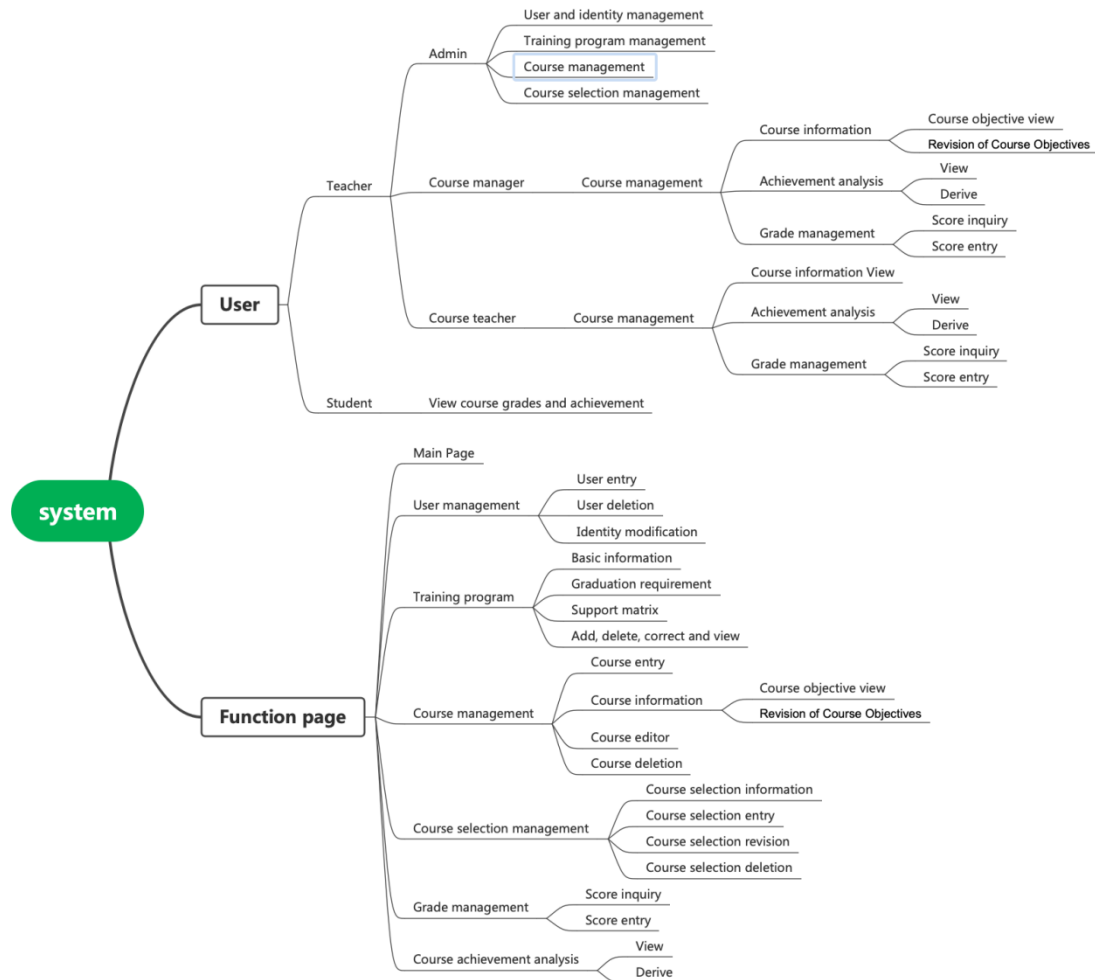 User and identity management
Training program management
Admin
Course management
Course selection management
Course objective view
Course information
Revision of Course Objectives
View
Teacher
Course manager
Course management
Achievement analysis
Derive
Score inquiry
Grade management
Score entry
Course information View
User
View
Course teacher
Course management
Achievement analysis
Derive
Score inquiry
Grade management
Score entry
Student
View course grades and achievement
Main Page
User entry
system
User management
User deletion
Identity modification
Basic information
Graduation requirement
Training program
Support matrix
Add, delete, correct and view
Course entry
Course objective view
Course information
Function page
Course management
Revision of Course Objectives
Course editor
Course deletion
Course selection information
Course selection entry
Course selection management
Course selection revision
Course selection deletion
Score inquiry
Grade management
Score entry
View
Course achievement analysis
Derive